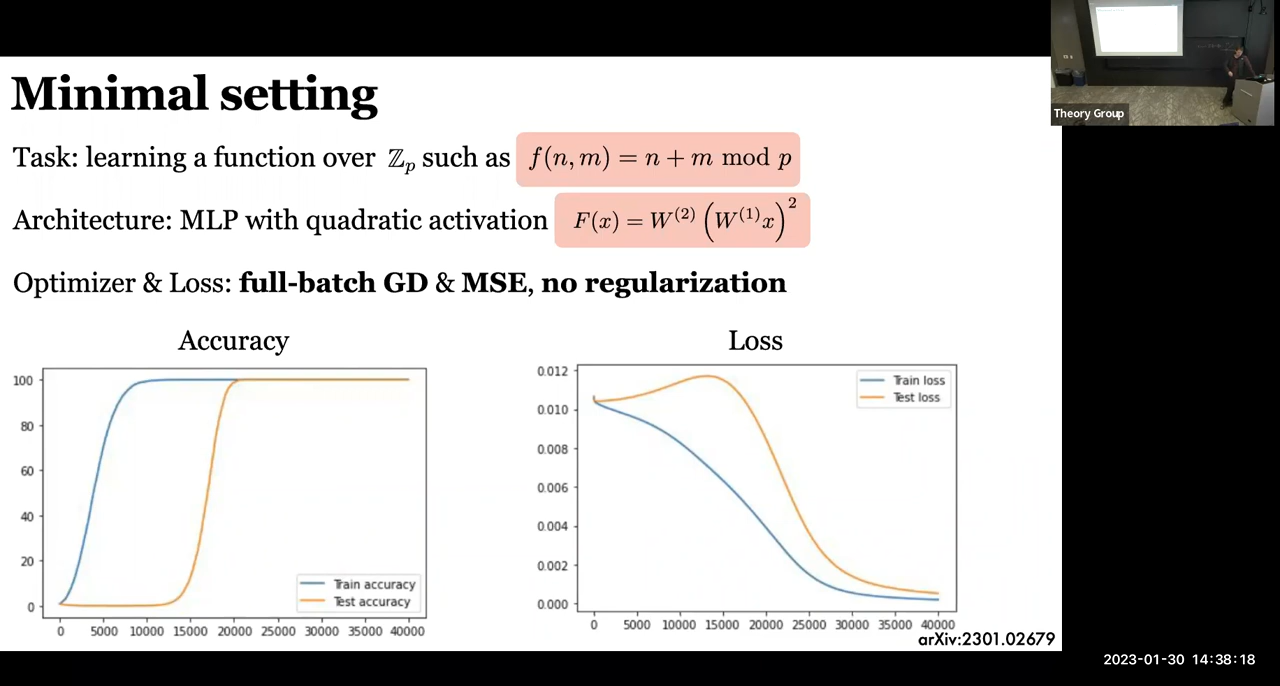 Minimal setting
Task: learning a function over ℤ_p such as f(n, m) = n + m mod p
Architecture: MLP with quadratic activation F(x) = W^(2) (W^(1)x)^2
Optimizer & Loss: full-batch GD & MSE, no regularization
Accuracy
100
80
60
40
20
0
Train accuracy
Test accuracy
0 5000 10000 15000 20000 25000 30000 35000 40000
Loss
0.012
0.010
0.008
0.006
0.004
0.002
0.000
Train loss
Test loss
0 5000 10000 15000 20000 25000 30000 35000 40000
arXiv:2301.02679
Theory Group
2023-01-30 14:38:18